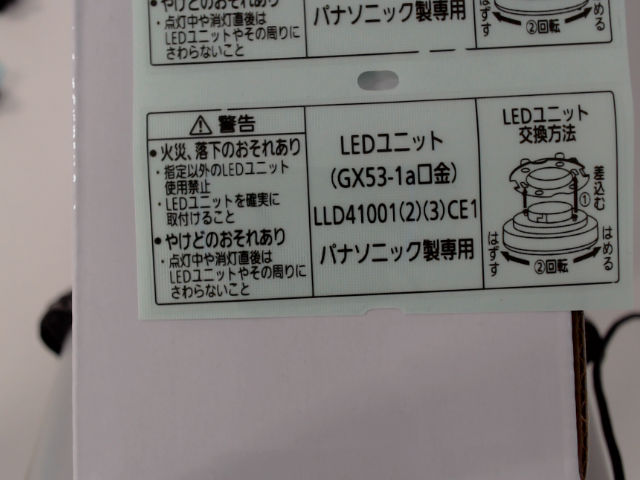 やけどのおそれあり
・点灯中や消灯直後は
LEDユニットやその周りに
さわらないこと
パナソニック製専用
はずす
②回転
はめる
⚠警告
●火災、落下のおそれあり
・指定以外のLEDユニット
使用禁止
・LEDユニットを確実に
取付けること
●やけどのおそれあり
・点灯中や消灯直後は
LEDユニットやその周りに
さわらないこと
LEDユニット
(GX53-1a口金)
LLD41001(2)(3)CE1
パナソニック製専用
LEDユニット
交換方法
差込む
①
はずす
②回転
はめる